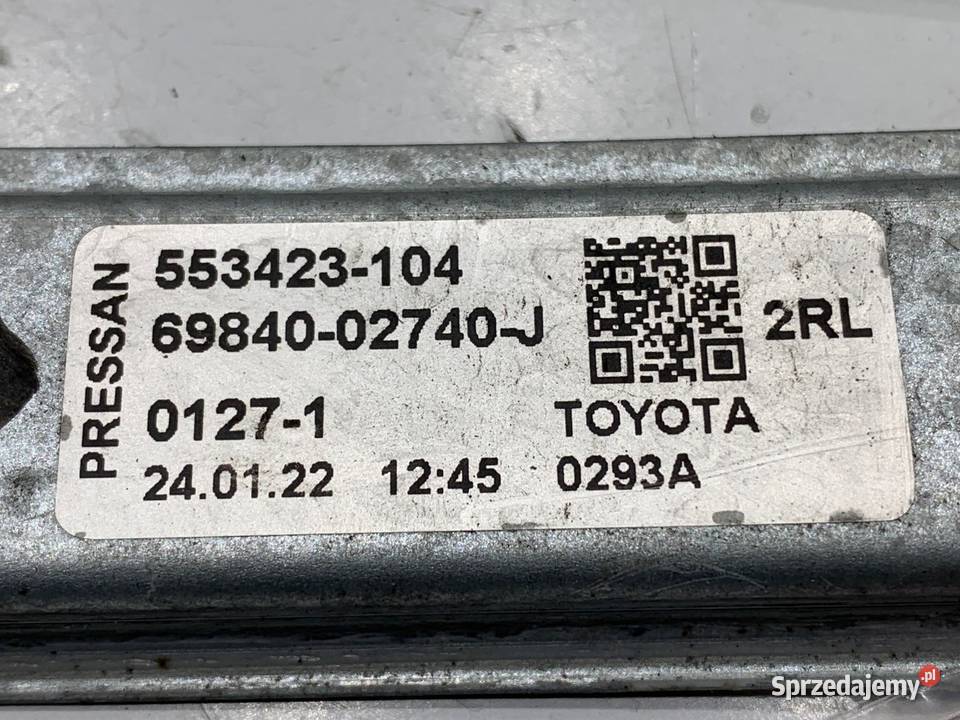 PRESSAN
553423-104
69840-02740-J
2RL
0127-1
TOYOTA
24.01.22 12:45 0293A
Sprzedajemy.pl